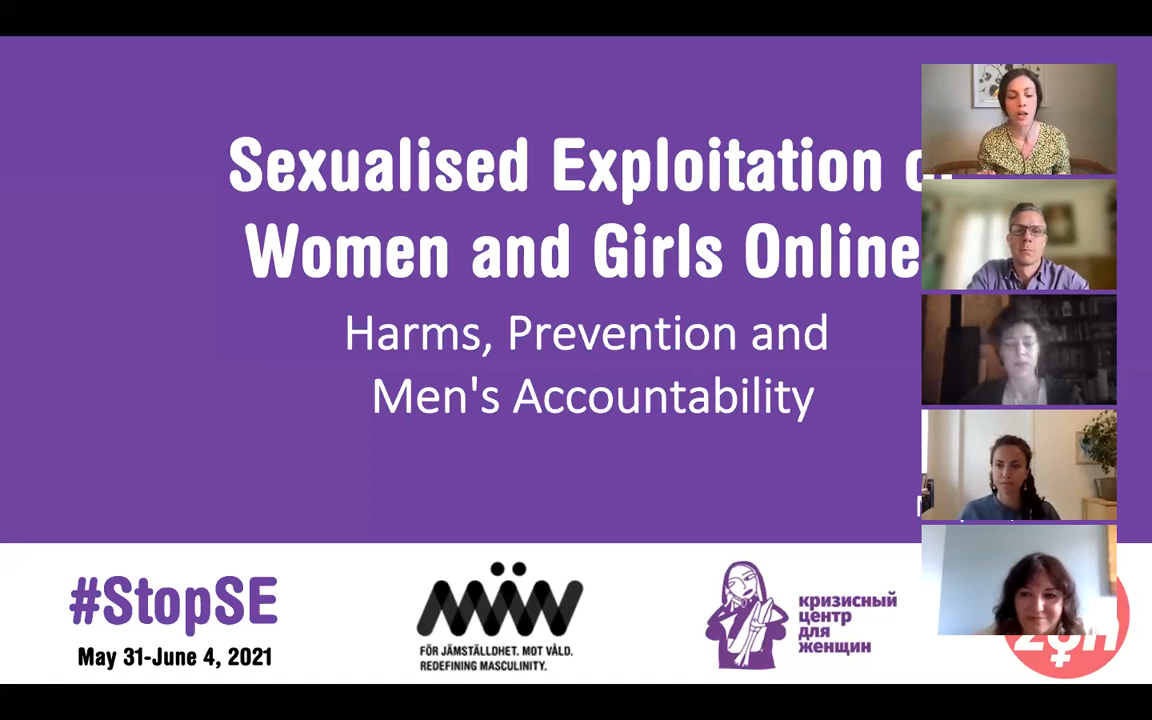 Sexualised Exploitation
Women and Girls Online
Harms, Prevention and
Men's Accountability
#StopSE
May 31-June 4, 2021
MÄN
FÖR JÄMSTÄLLDHET. MOT VÅLD.
REDEFINING MASCULINITY.
кризисный
центр
для
женщин